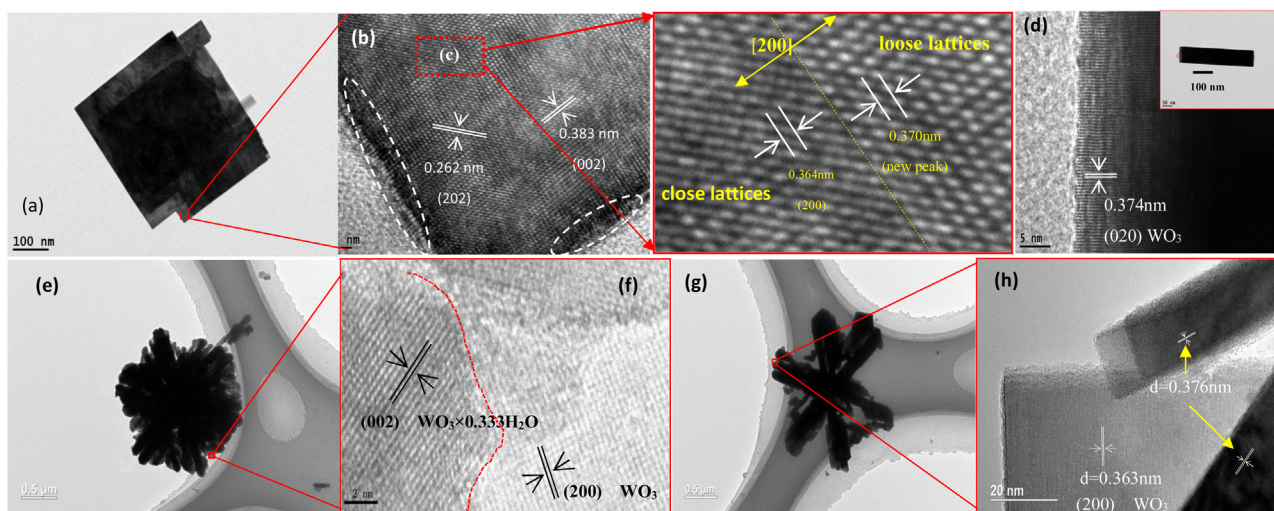 (a)
100 nm
(b)
(c)
0.262 nm
(202)
0.383 nm
(002)
nm
[200]
loose lattices
0.370nm
(new peak)
0.364nm
(200)
close lattices
(d)
100 nm
0.374nm
(020) WO₃
5 nm
(e)
0.5 μm
(f)
(002) WO₃×0.333H₂O
(200) WO₃
2 nm
(g)
0.5 μm
(h)
d=0.376nm
d=0.363nm
(200) WO₃
20 nm